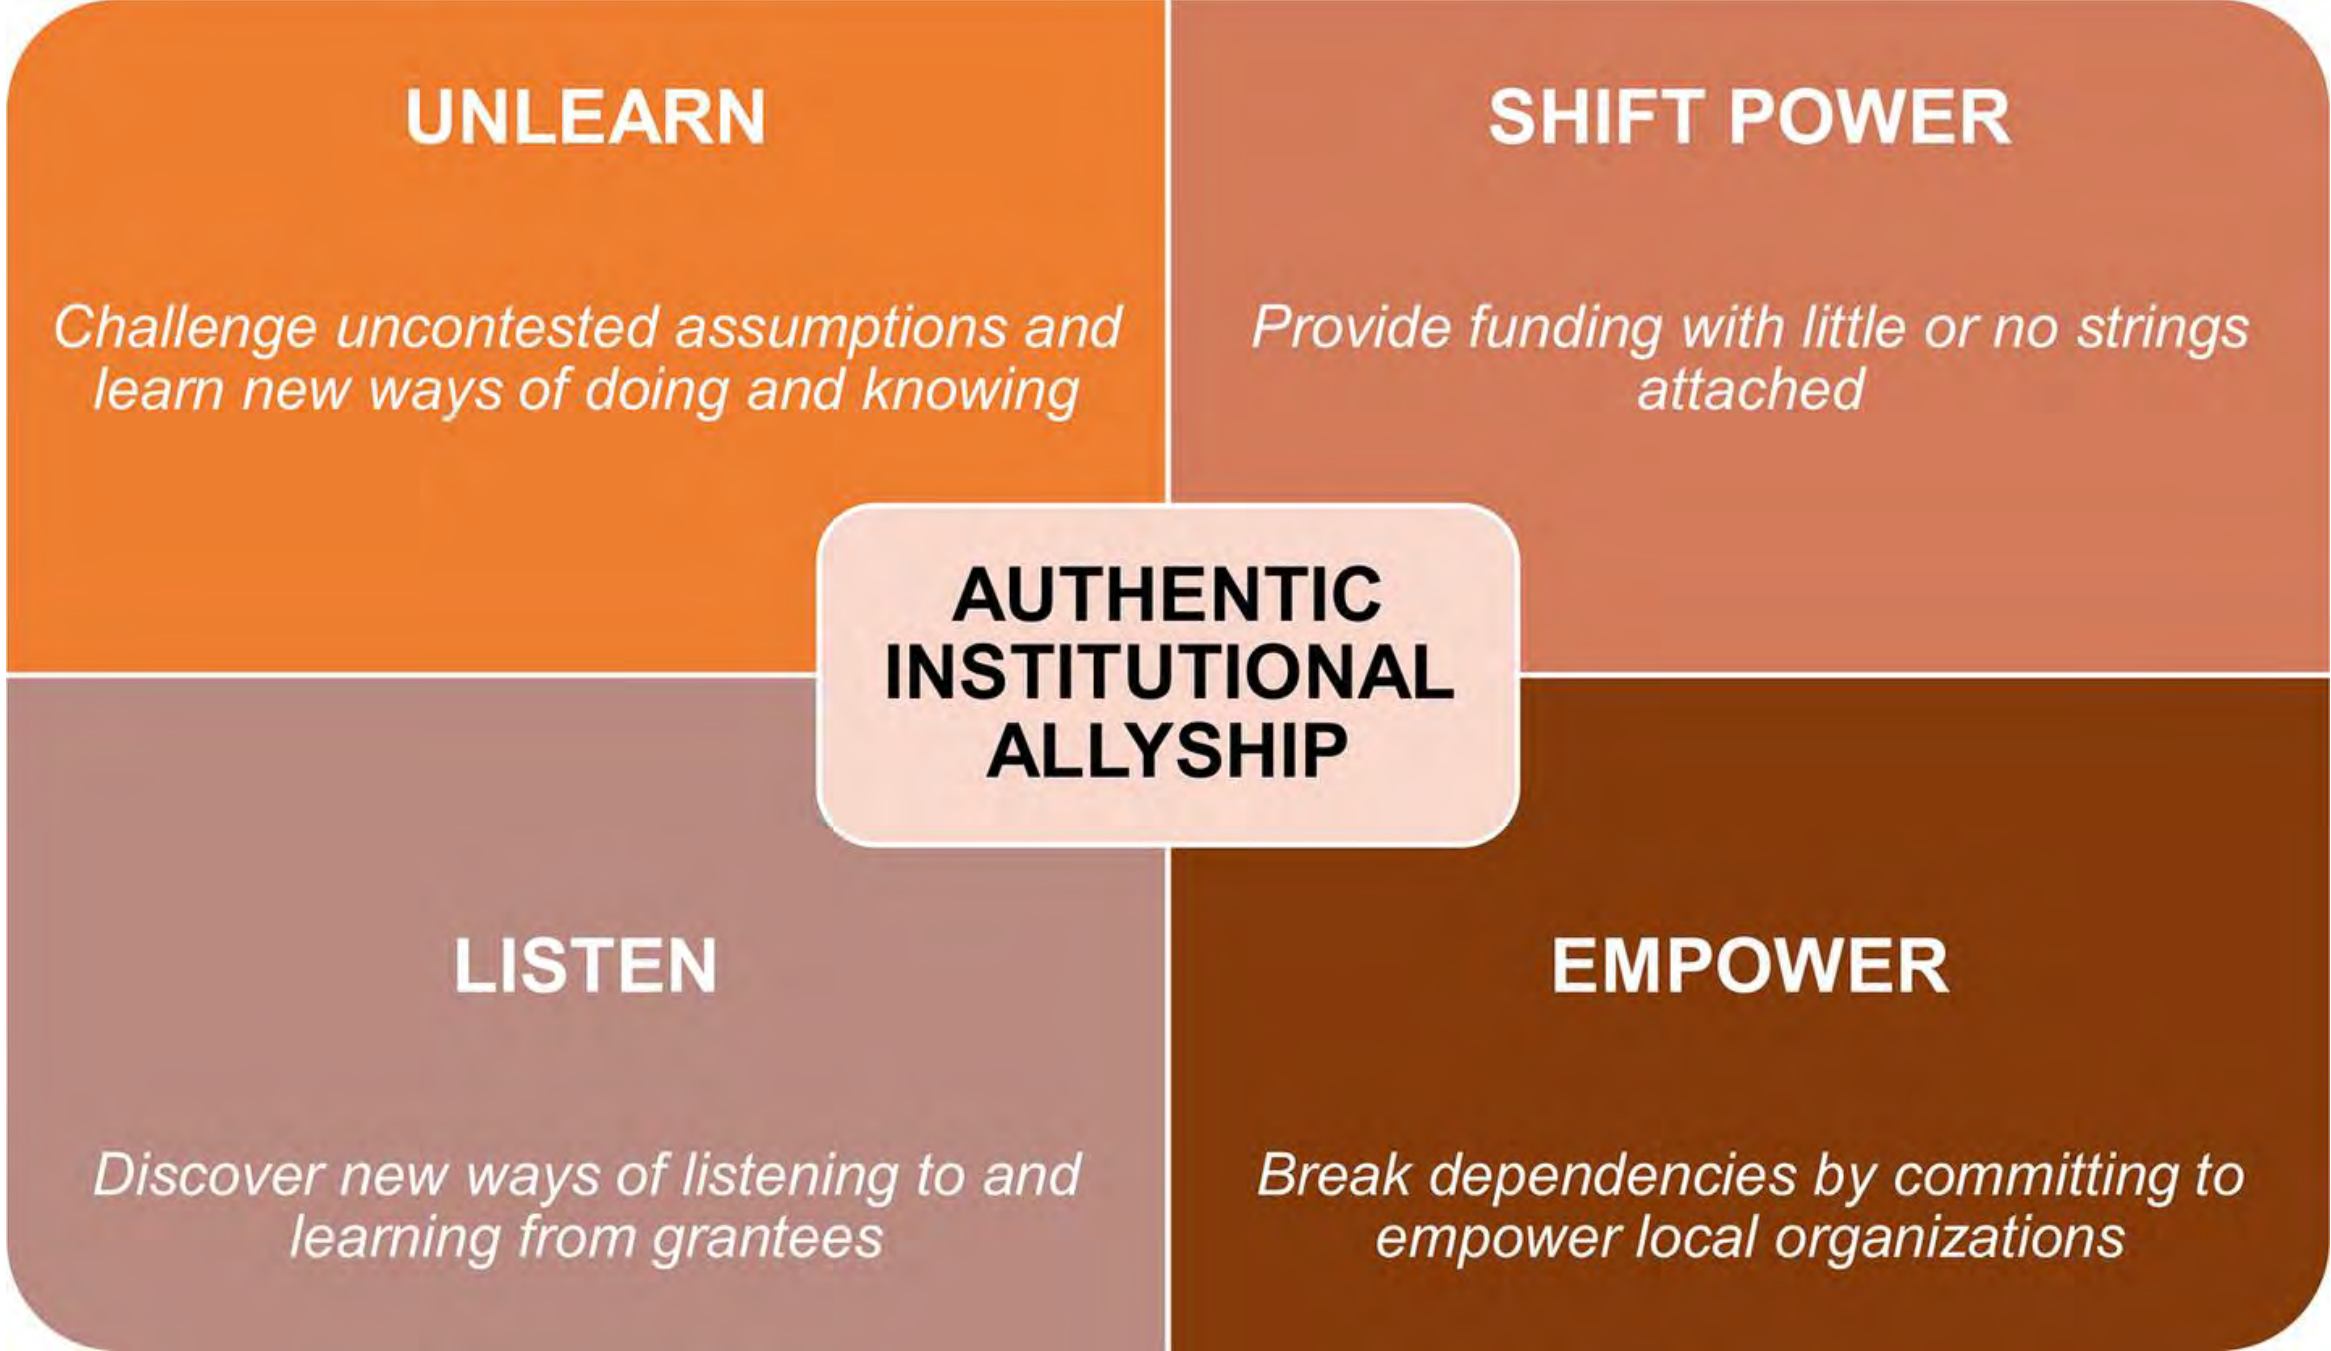 UNLEARN
Challenge uncontested assumptions and
learn new ways of doing and knowing
SHIFT POWER
Provide funding with little or no strings
attached
AUTHENTIC
INSTITUTIONAL
ALLYSHIP
LISTEN
Discover new ways of listening to and
learning from grantees
EMPOWER
Break dependencies by committing to
empower local organizations